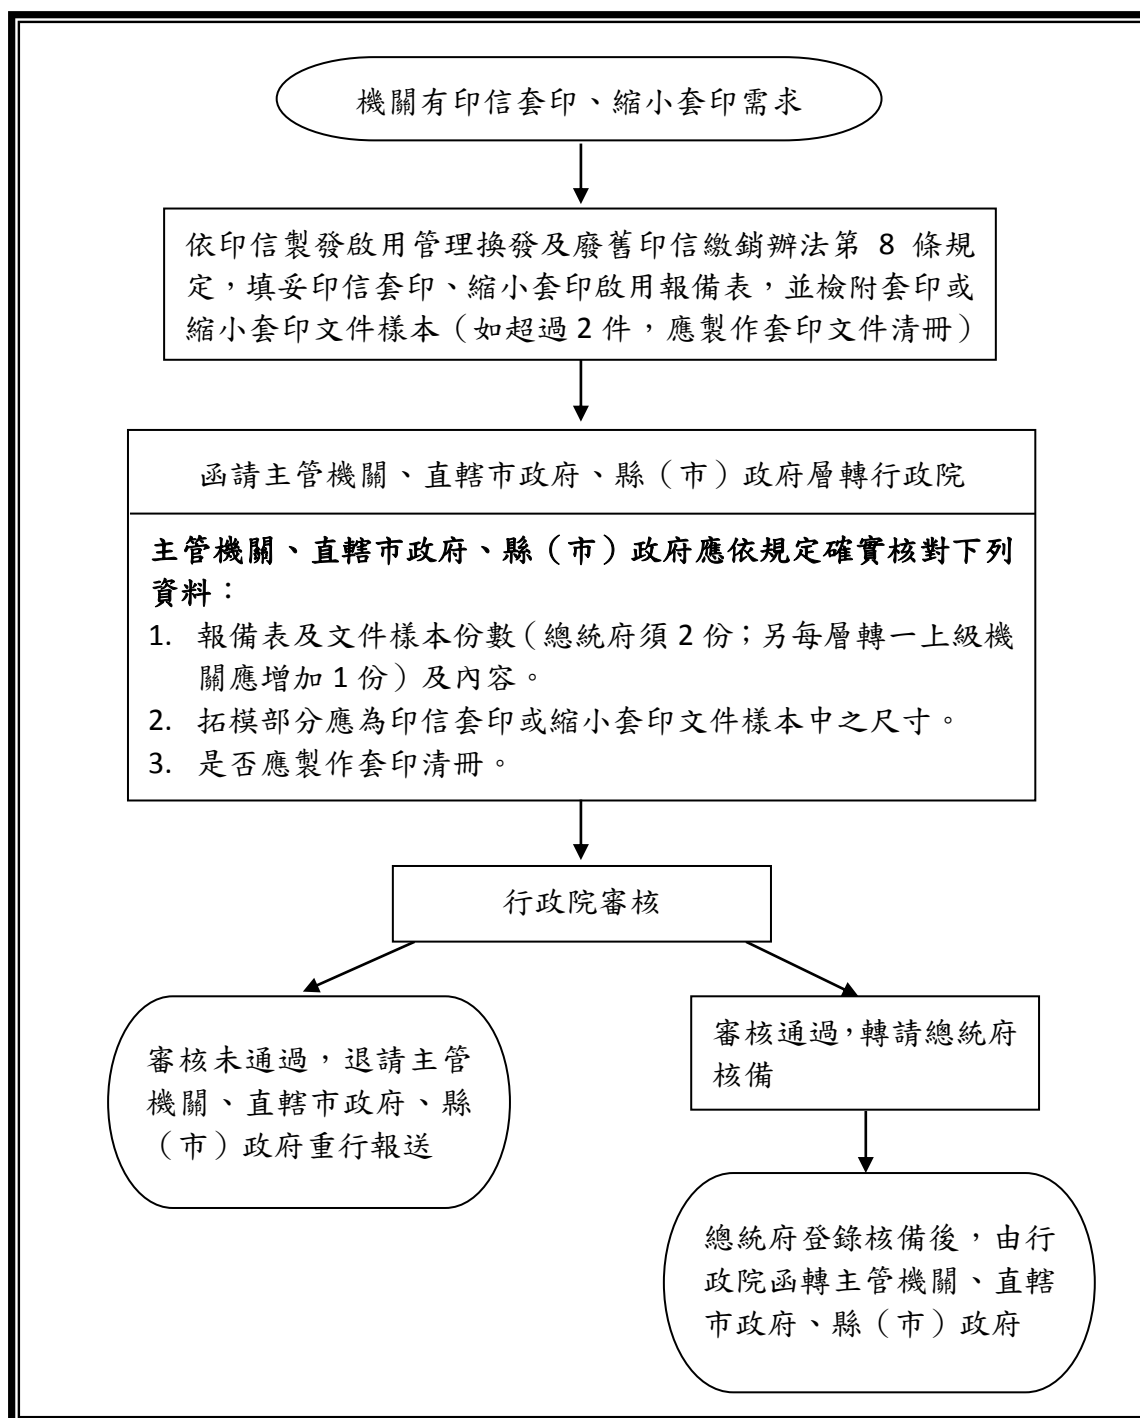 機關有印信套印、縮小套印需求
依印信製發啟用管理換發及廢舊印信繳銷辦法第 8 條規
定，填妥印信套印、縮小套印啟用報備表，並檢附套印或
縮小套印文件樣本（如超過 2 件，應製作套印文件清冊）
函請主管機關、直轄市政府、縣（市）政府層轉行政院
主管機關、直轄市政府、縣（市）政府應依規定確實核對下列
資料：
1. 報備表及文件樣本份數（總統府須 2 份；另每層轉一上級機
關應增加 1 份）及內容。
2. 拓模部分應為印信套印或縮小套印文件樣本中之尺寸。
3. 是否應製作套印清冊。
行政院審核
審核未通過，退請主管
機關、直轄市政府、縣
（市）政府重行報送
審核通過，轉請總統府
核備
總統府登錄核備後，由行
政院函轉主管機關、直轄
市政府、縣（市）政府